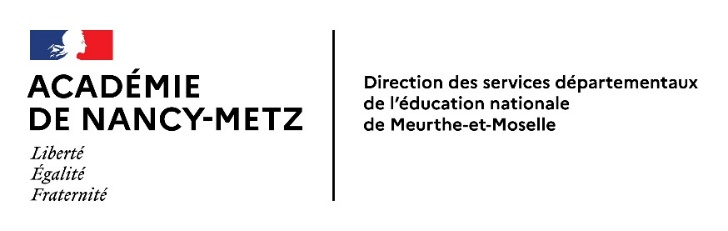 ACADÉMIE
DE NANCY-METZ
Liberté
Égalité
Fraternité
Direction des services départementaux
de l'éducation nationale
de Meurthe-et-Moselle